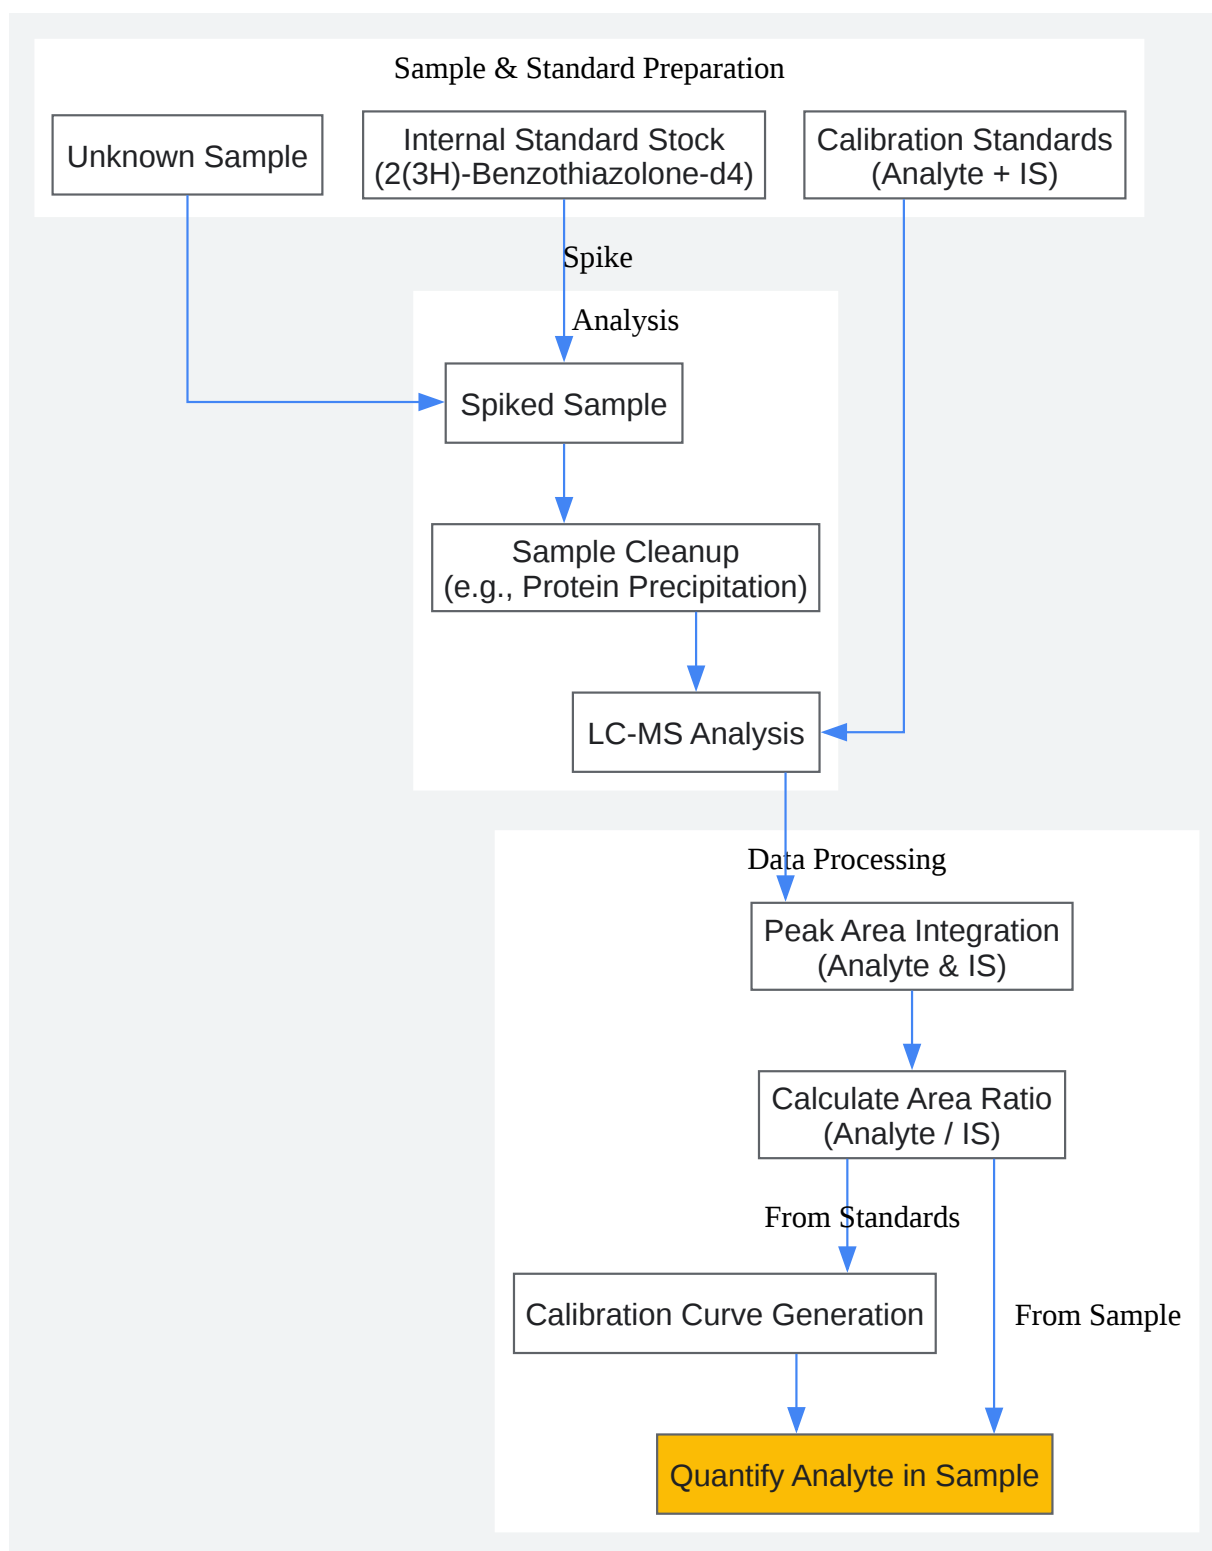 Sample & Standard Preparation
Unknown Sample
Internal Standard Stock
(2(3H)-Benzothiazolone-d4)
Calibration Standards
(Analyte + IS)
Spike
Analysis
Spiked Sample
Sample Cleanup
(e.g., Protein Precipitation)
LC-MS Analysis
Data Processing
Peak Area Integration
(Analyte & IS)
Calculate Area Ratio
(Analyte / IS)
From Standards
Calibration Curve Generation
From Sample
Quantify Analyte in Sample